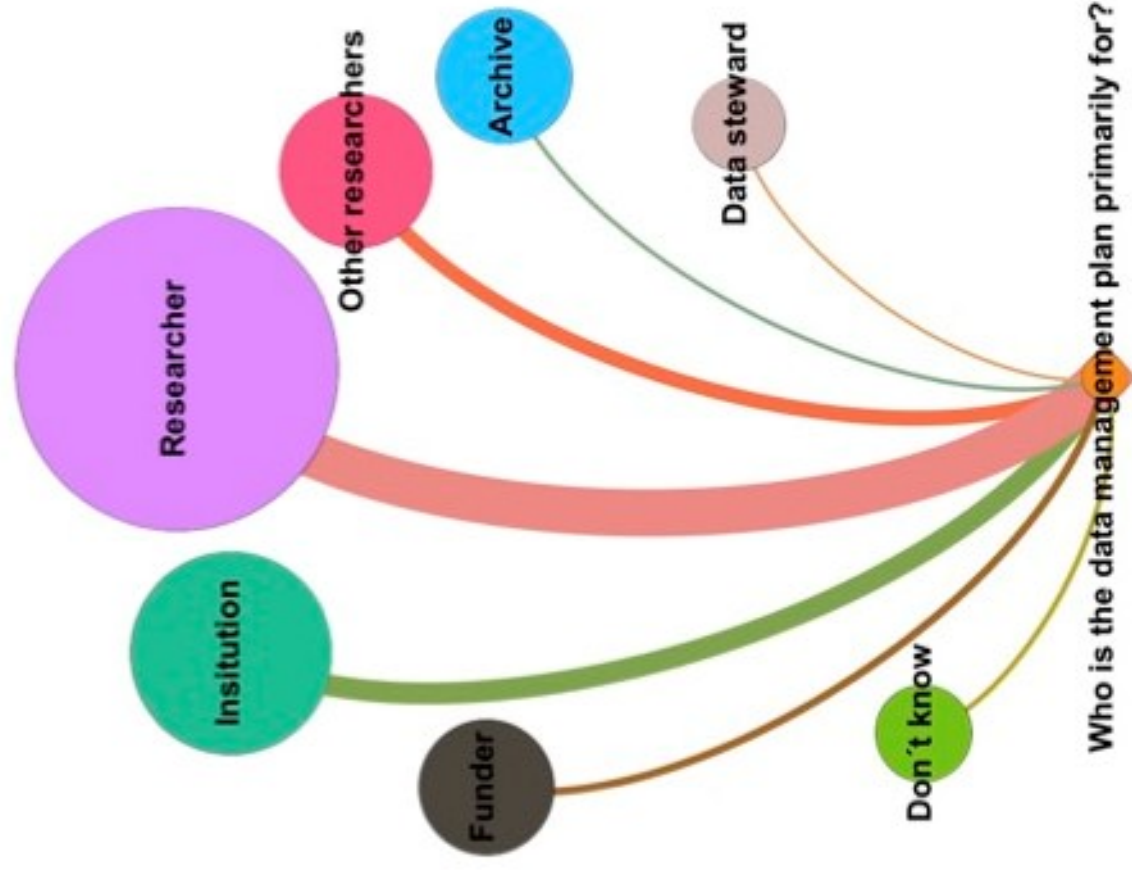 Who is the data management plan primarily for?
Don´t know
Funder
Insitution
Researcher
Other researchers
Archive
Data steward